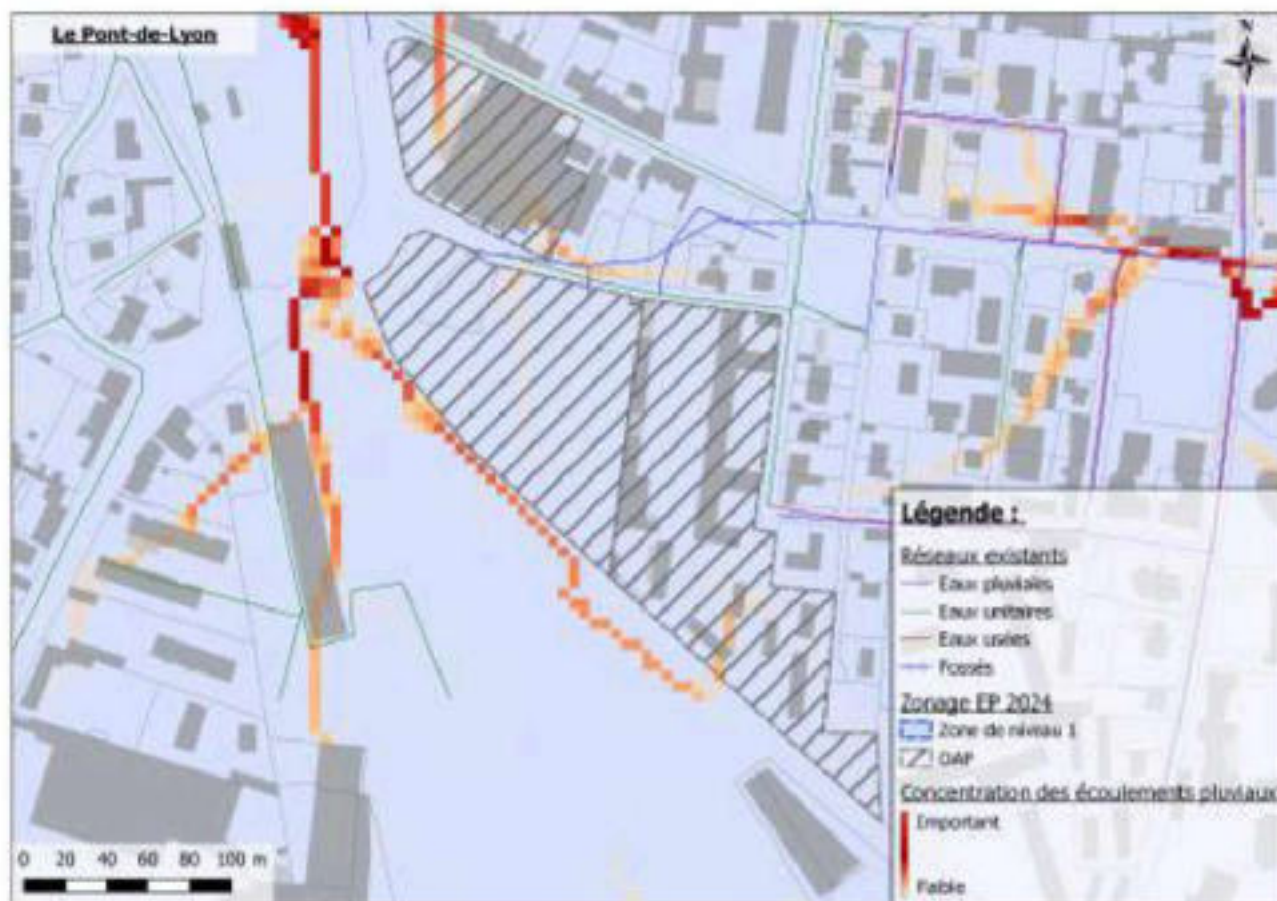 Le Pont-de-Lyon
N
Légende :
Réseaux existants
Eaux pluviales
Eaux unitaires
Eaux usées
Fossés
Zonage EP 2024
Zone de niveau 1
OAP
Concentration des écoulements pluviaux
Important
Faible
0 20 40 60 80 100 m